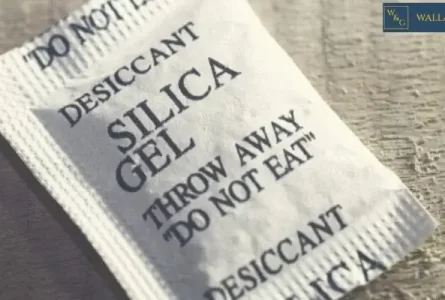 "DO NOT
DESICCANT
SILICA
GEL
THROW AWAY
"DO NOT EAT"
DESICCANT
W&G